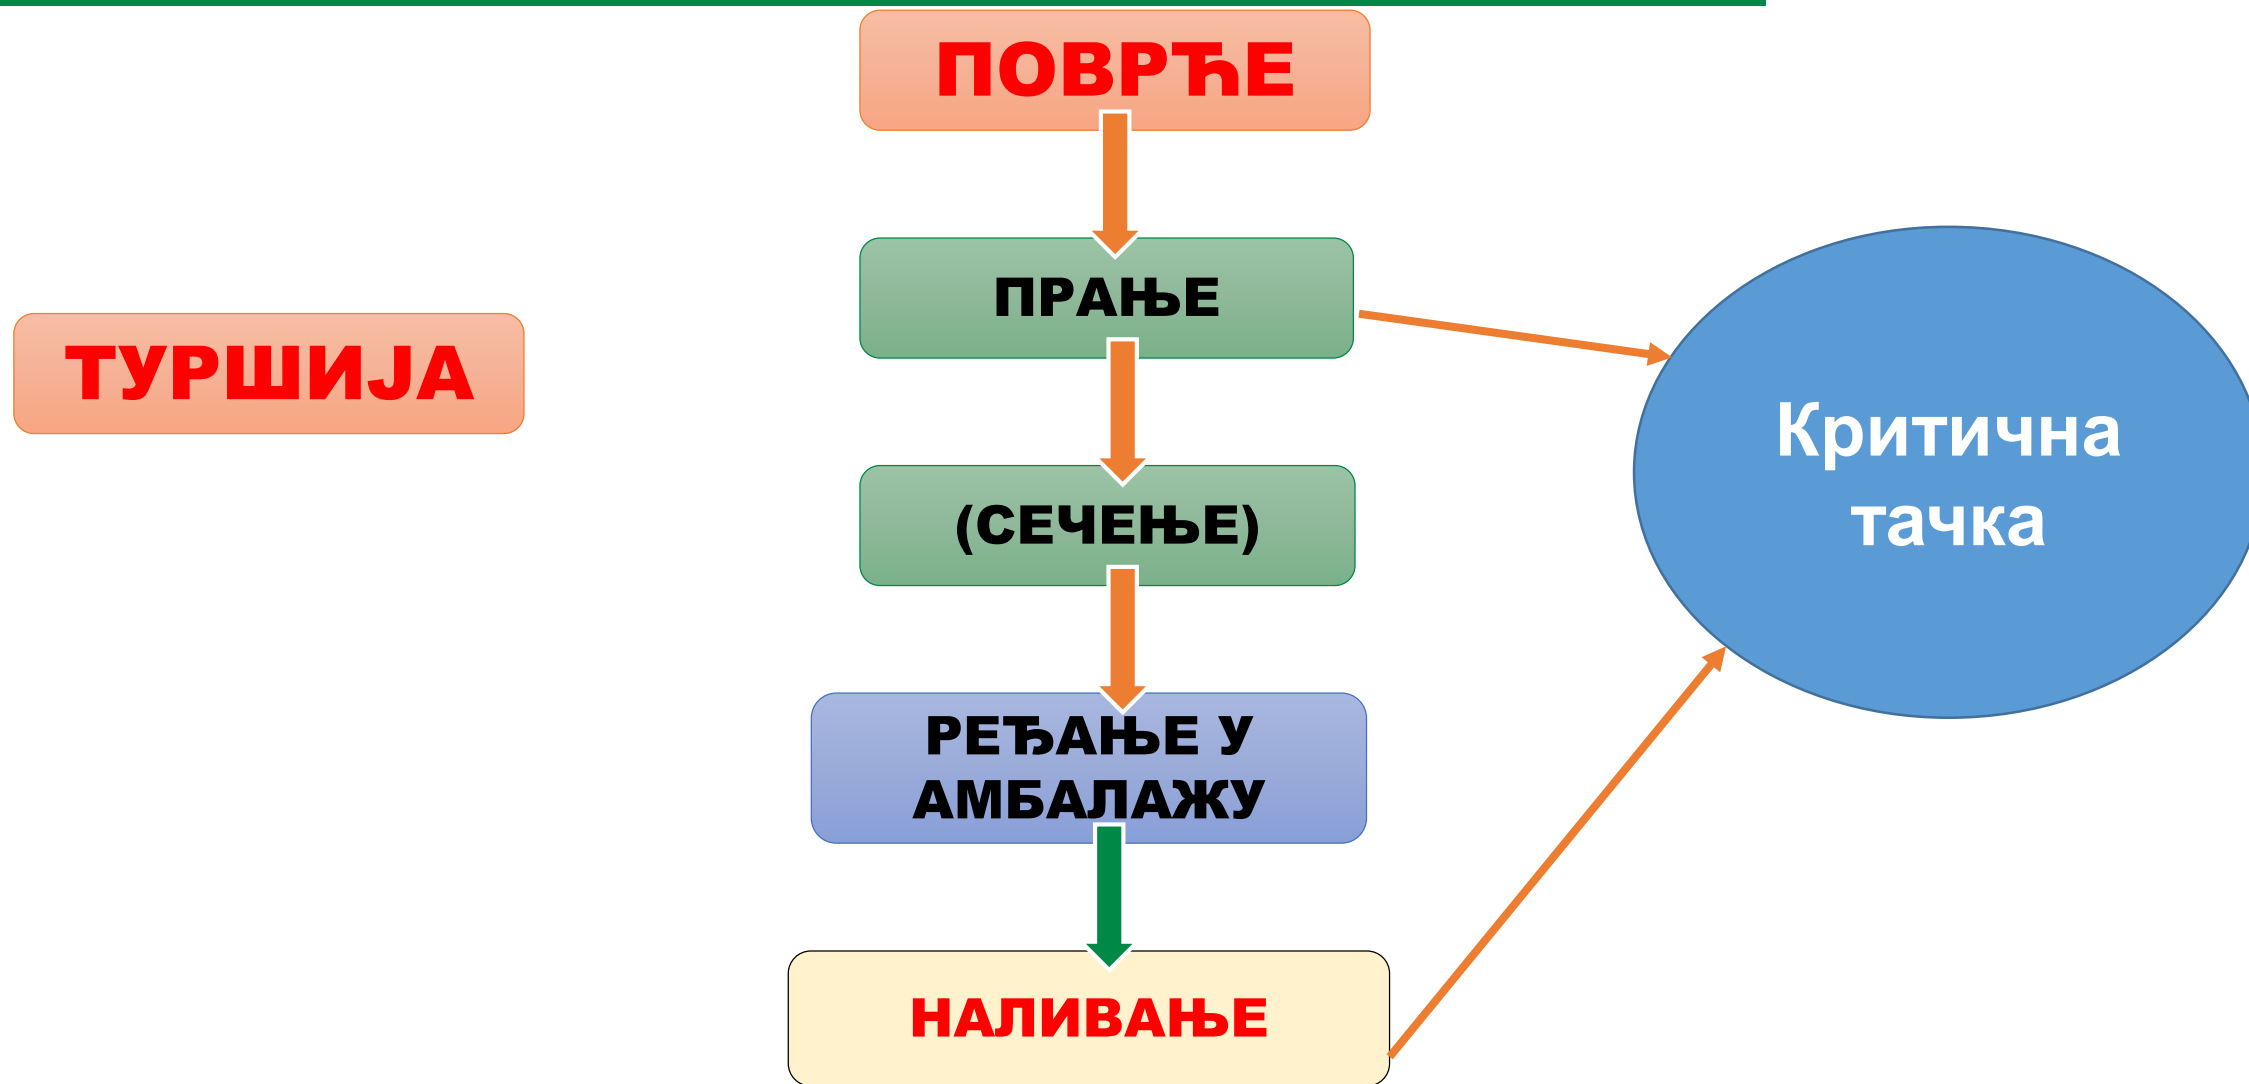 ПОВРЋЕ
ПРАЊЕ
ТУРШИЈА
Критична
тачка
(СЕЧЕЊЕ)
РЕЂАЊЕ У
АМБАЛАЖУ
НАЛИВАЊЕ